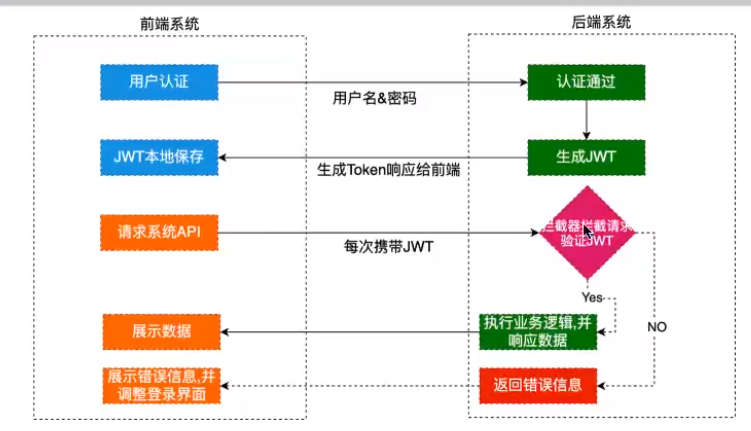 前端系统
后端系统
用户认证
用户名&密码
认证通过
JWT本地保存
生成Token响应给前端
生成JWT
请求系统API
每次携带JWT
拦截器拦截请求
验证JWT
Yes
NO
展示数据
执行业务逻辑,并
响应数据
展示错误信息,并
调整登录界面
返回错误信息